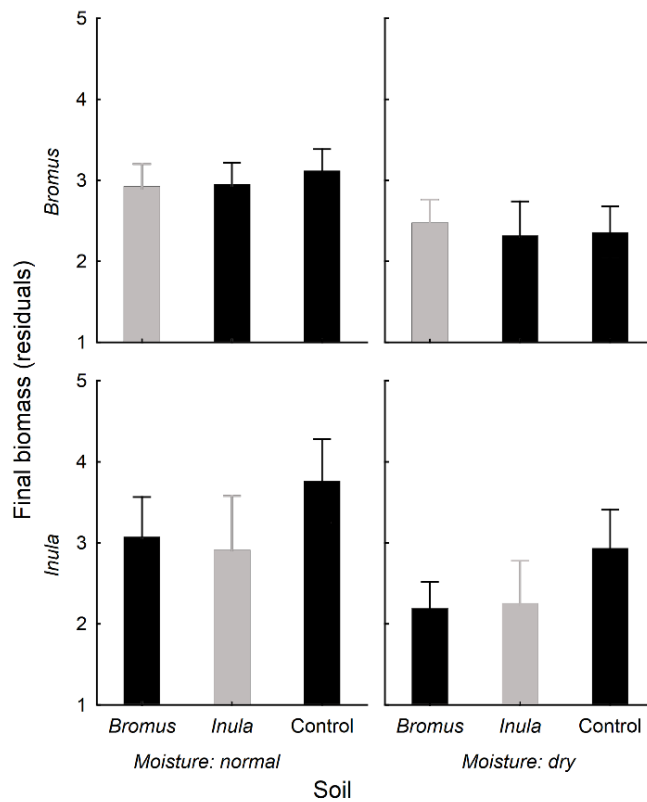 5
4
3
2
1
Bromus
5
4
3
2
1
Inula
Final biomass (residuals)
Bromus Inula Control
Bromus Inula Control
Moisture: normal
Moisture: dry
Soil